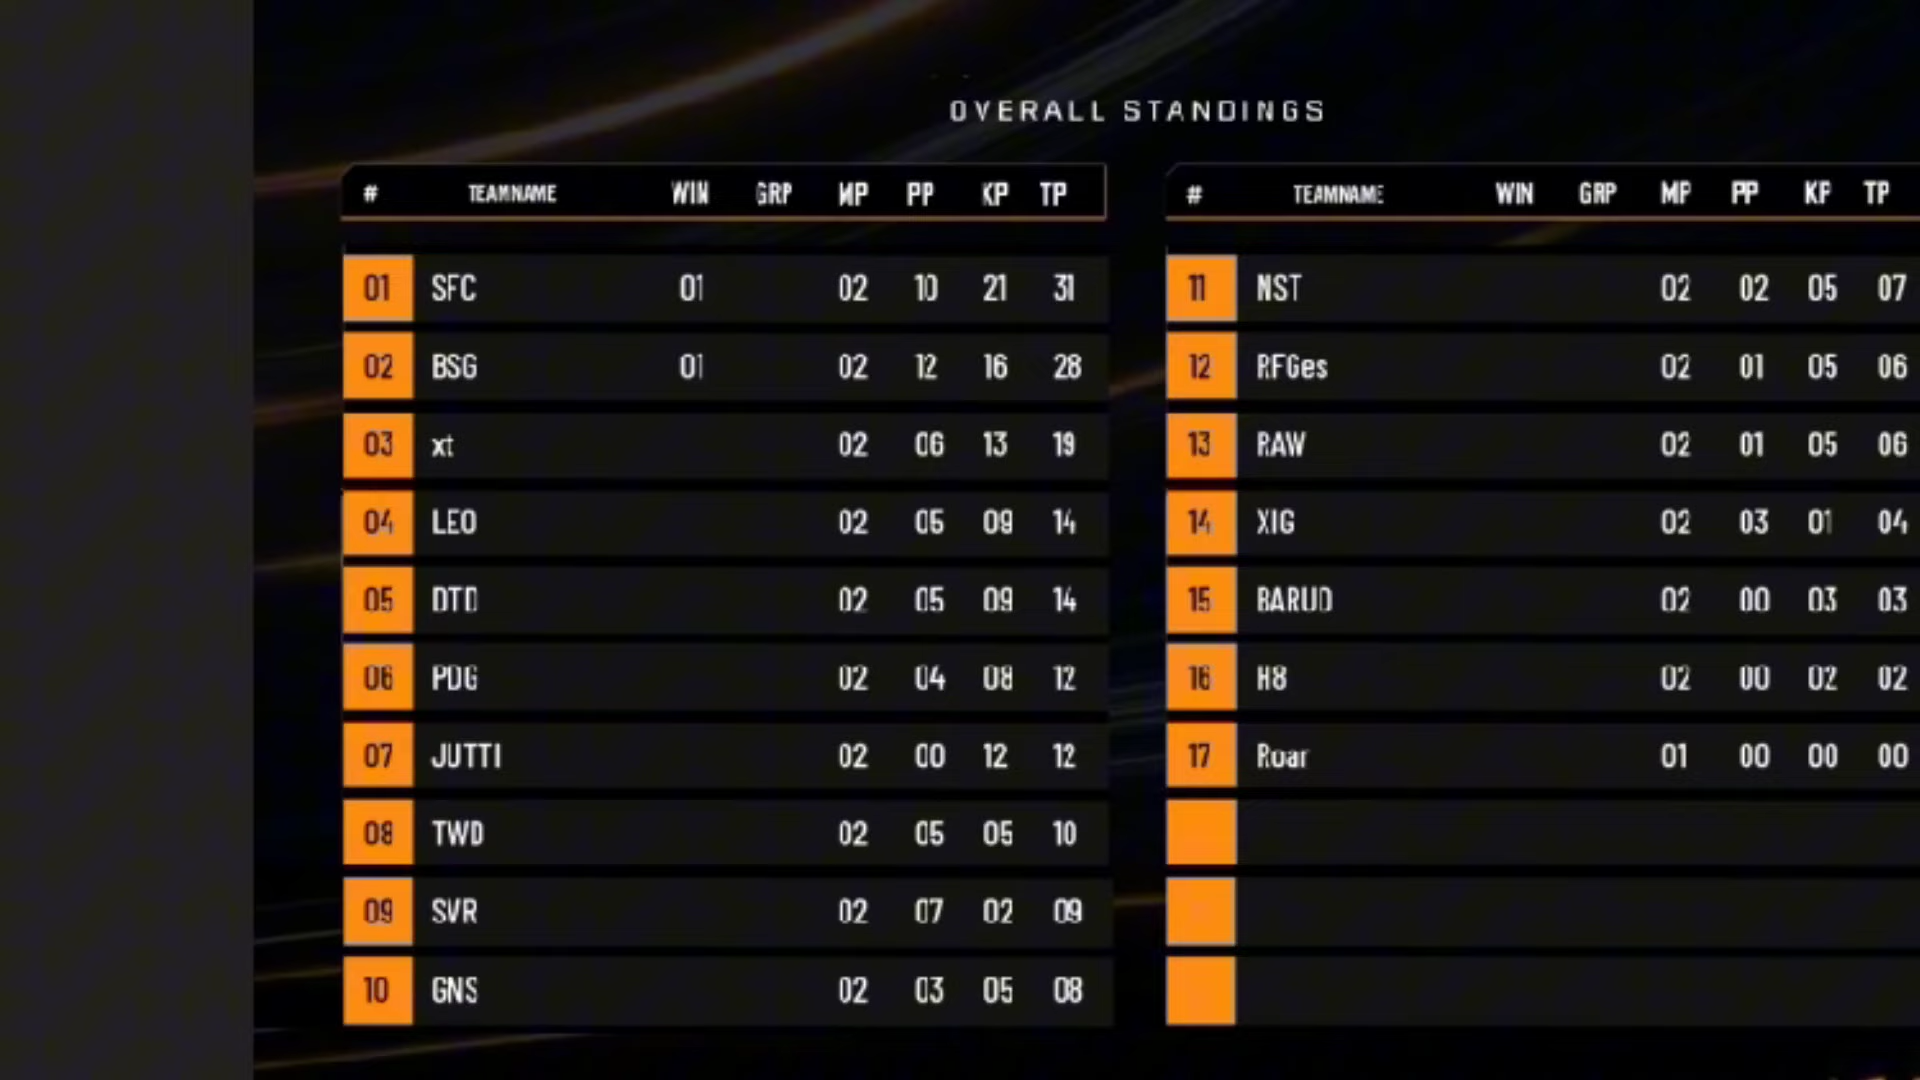 OVERALL STANDINGS
# TEAMNAME WIN GRP MP PP KP TP
01 SFC 01 02 10 21 31
02 BSG 01 02 12 16 28
03 xt 02 06 13 19
04 LEO 02 05 09 14
05 DTD 02 05 09 14
06 PDG 02 04 08 12
07 JUTTI 02 00 12 12
08 TWD 02 05 05 10
09 SVR 02 07 02 09
10 GNS 02 03 05 08
# TEAMNAME WIN GRP MP PP KP TP
11 NST 02 02 05 07
12 RFGes 02 01 05 06
13 RAW 02 01 05 06
14 XIG 02 03 01 04
15 BARUD 02 00 03 03
16 H8 02 00 02 02
17 Roar 01 00 00 00